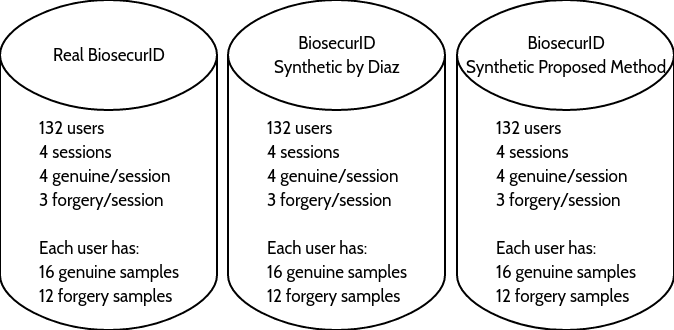 Real BiosecurID
132 users
4 sessions
4 genuine/session
3 forgery/session
Each user has:
16 genuine samples
12 forgery samples
BiosecurID
Synthetic by Diaz
132 users
4 sessions
4 genuine/session
3 forgery/session
Each user has:
16 genuine samples
12 forgery samples
BiosecurID
Synthetic Proposed Method
132 users
4 sessions
4 genuine/session
3 forgery/session
Each user has:
16 genuine samples
12 forgery samples